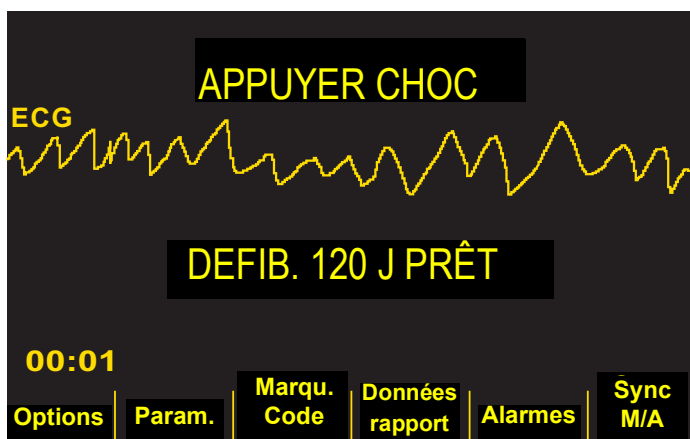 APPUYER CHOC
ECG
DEFIB. 120 J PRÊT
00:01
Options
Param.
Marqu.
Code
Données
rapport
Alarmes
Sync
M/A